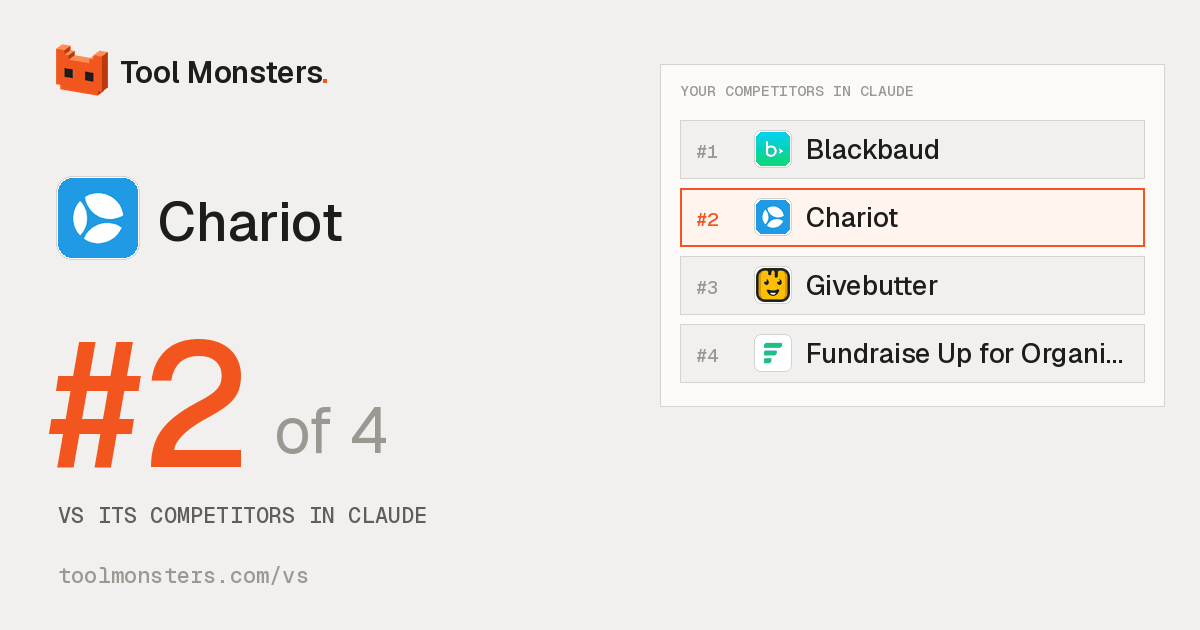 Tool Monsters.
Chariot
#2 of 4
VS ITS COMPETITORS IN CLAUDE
toolmonsters.com/vs
YOUR COMPETITORS IN CLAUDE
#1 Blackbaud
#2 Chariot
#3 Givebutter
#4 Fundraise Up for Organi...